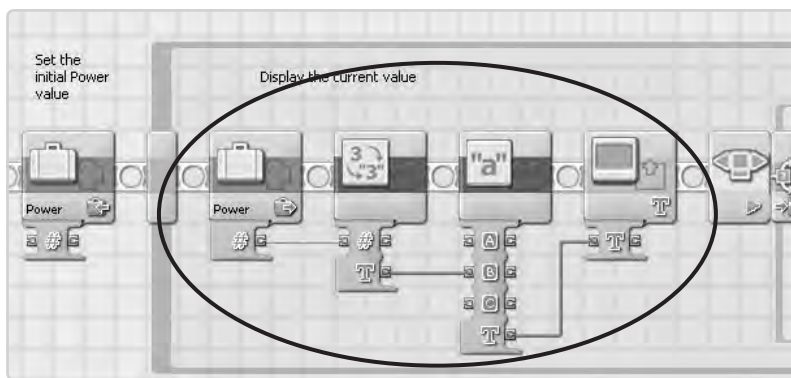 Set the
initial Power
value
Display the current value
3
"3"
"a"
T
Power
Power
#
#
#
A
T
T
B
C
T